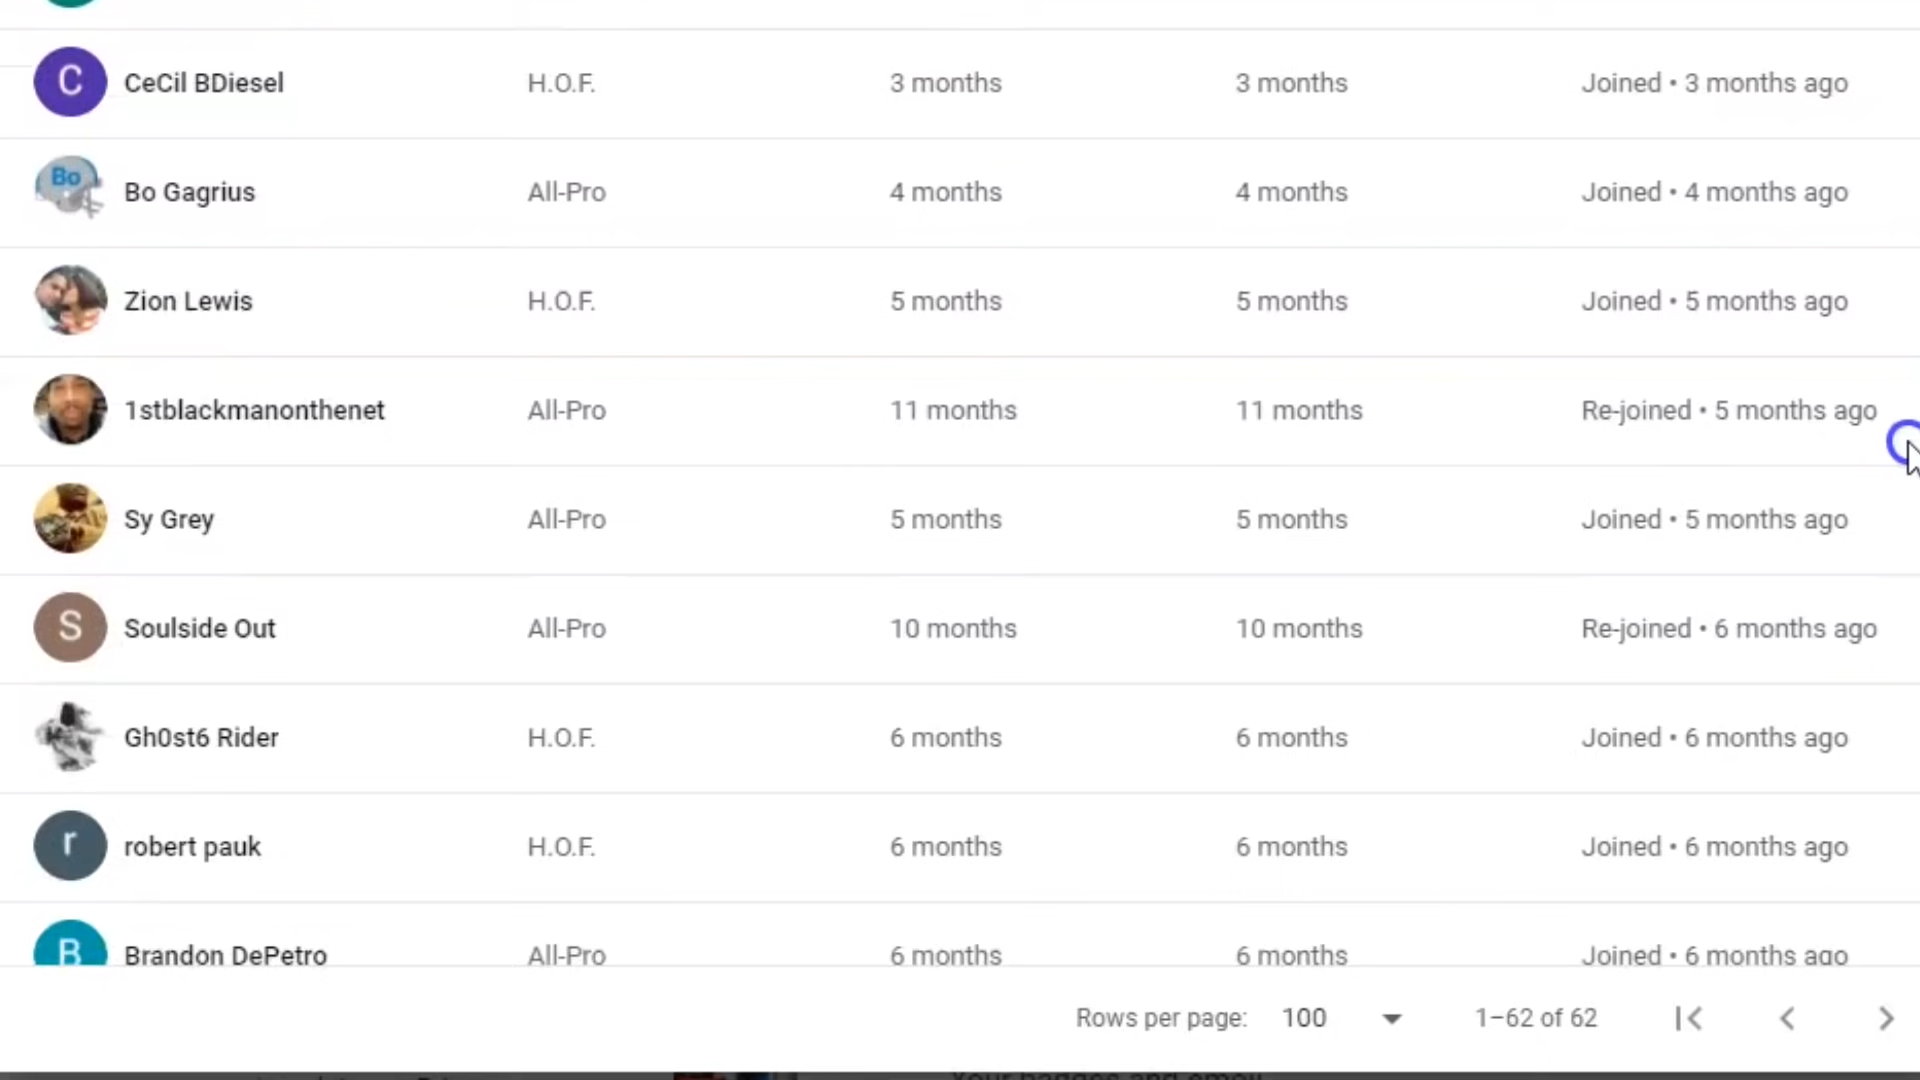 C CeCil BDiesel H.O.F. 3 months 3 months Joined • 3 months ago
Bo Bo Gagrius All-Pro 4 months 4 months Joined • 4 months ago
Zion Lewis H.O.F. 5 months 5 months Joined • 5 months ago
1stblackmanonthenet All-Pro 11 months 11 months Re-joined • 5 months ago
Sy Grey All-Pro 5 months 5 months Joined • 5 months ago
S Soulside Out All-Pro 10 months 10 months Re-joined • 6 months ago
Gh0st6 Rider H.O.F. 6 months 6 months Joined • 6 months ago
r robert pauk H.O.F. 6 months 6 months Joined • 6 months ago
B Brandon DePetro All-Pro 6 months 6 months Joined • 6 months ago
Rows per page: 100 1–62 of 62
Your badges and emoji